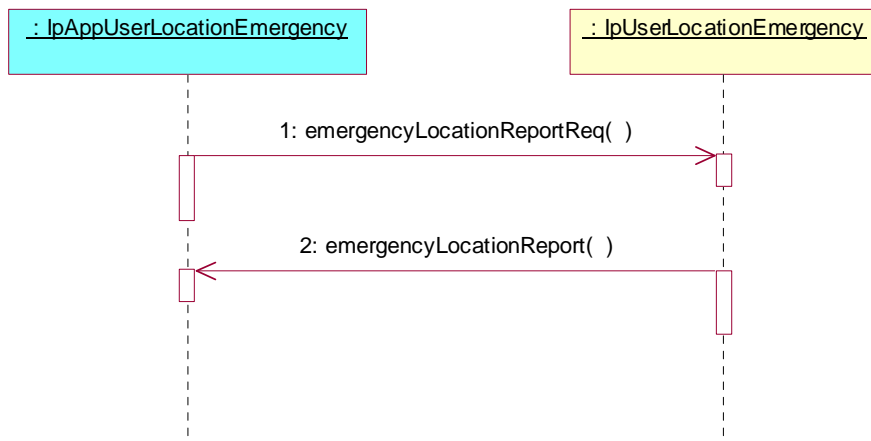 : IpAppUserLocationEmergency
: IpUserLocationEmergency
1: emergencyLocationReportReq( )
2: emergencyLocationReport( )